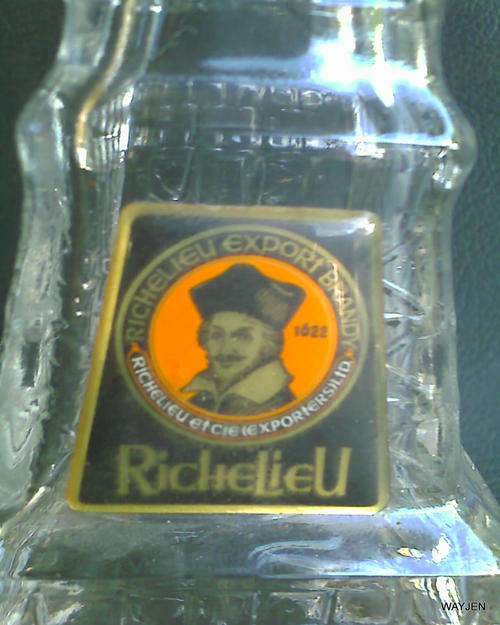 RICHELIEU EXPORT BRANDY
1622
RICHELIEU ET CIE (EXPORTERS) LTD.
RICHELIEU
WAYJEN